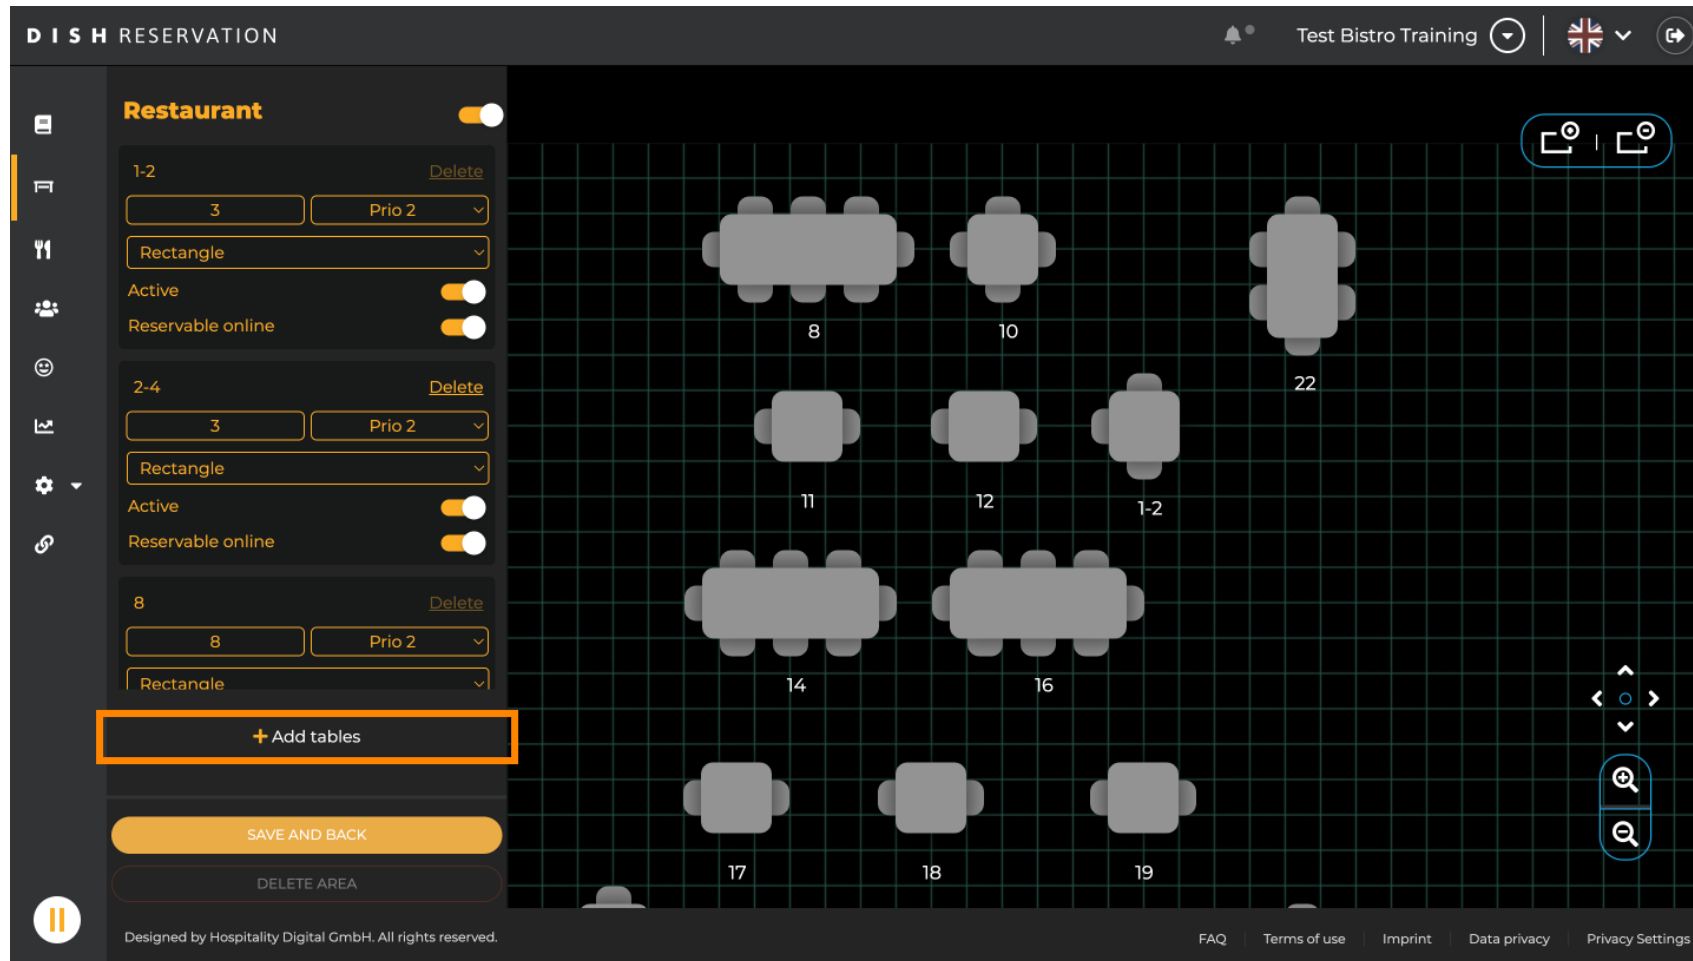 DISH RESERVATION
Test Bistro Training
Restaurant
1-2 Delete
3 Prio 2
Rectangle
Active
Reservable online
2-4 Delete
3 Prio 2
Rectangle
Active
Reservable online
8 Delete
8 Prio 2
Rectangle
+ Add tables
SAVE AND BACK
DELETE AREA
8 10
22
11 12 1-2
14 16
17 18 19
Designed by Hospitality Digital GmbH. All rights reserved.
FAQ Terms of use Imprint Data privacy Privacy Settings